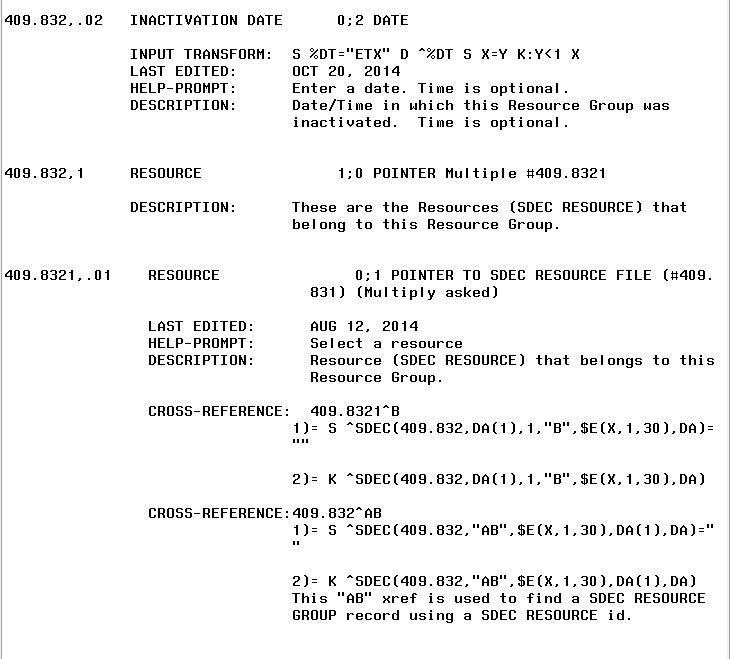 409.832,.02 INACTIVATION DATE 0;2 DATE
INPUT TRANSFORM: S %DT="ETX" D ^%DT S X=Y K:Y<1 X
LAST EDITED: OCT 20, 2014
HELP-PROMPT: Enter a date. Time is optional.
DESCRIPTION: Date/Time in which this Resource Group was
inactivated. Time is optional.
409.832,1 RESOURCE 1;0 POINTER Multiple #409.8321
DESCRIPTION: These are the Resources (SDEC RESOURCE) that
belong to this Resource Group.
409.8321,.01 RESOURCE 0;1 POINTER TO SDEC RESOURCE FILE (#409.
831) (Multiply asked)
LAST EDITED: AUG 12, 2014
HELP-PROMPT: Select a resource
DESCRIPTION: Resource (SDEC RESOURCE) that belongs to this
Resource Group.
CROSS-REFERENCE: 409.8321^B
1)= S ^SDEC(409.832,DA(1),1,"B",$E(X,1,30),DA)=
""
2)= K ^SDEC(409.832,DA(1),1,"B",$E(X,1,30),DA)
CROSS-REFERENCE:409.832^AB
1)= S ^SDEC(409.832,"AB",$E(X,1,30),DA(1),DA)="
"
2)= K ^SDEC(409.832,"AB",$E(X,1,30),DA(1),DA)
This "AB" xref is used to find a SDEC RESOURCE
GROUP record using a SDEC RESOURCE id.